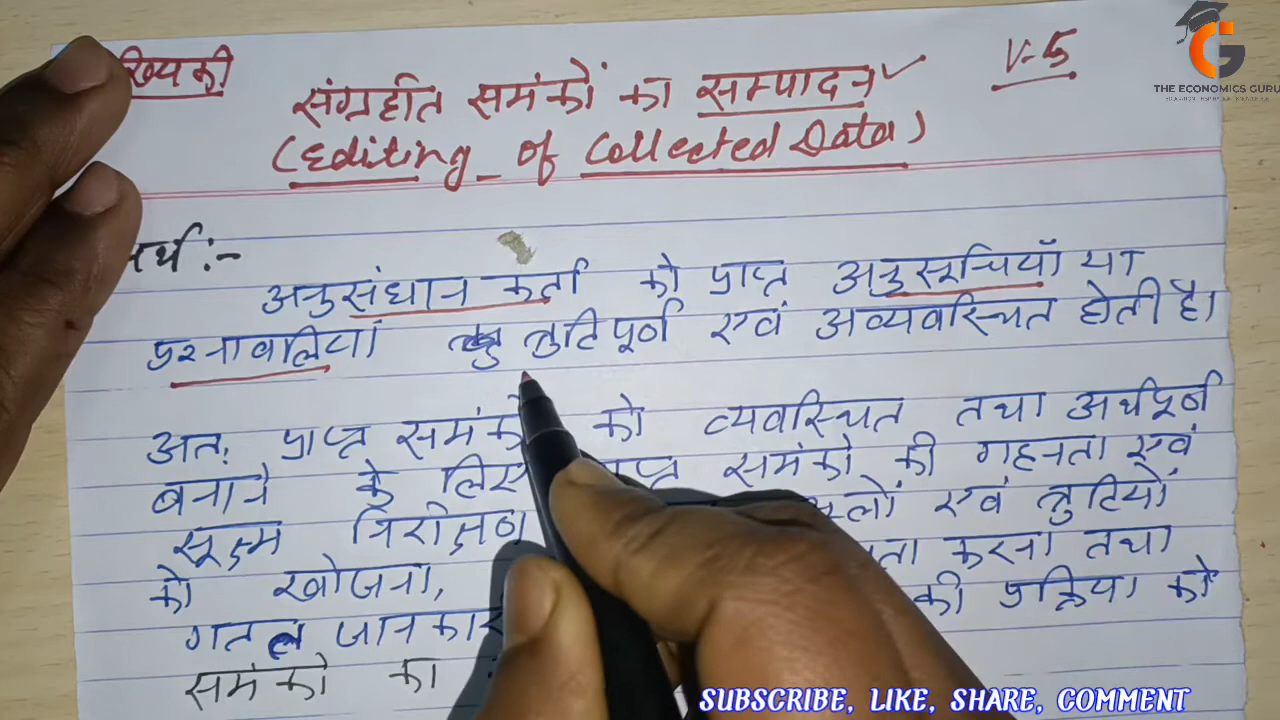 ख्यिकी
V-5
संग्रहीत समंकों का सम्पादन
(Editing of Collected Data)
THE ECONOMICS GURU
अर्थ :-
अनुसंधान कर्ता को प्राप्त अनुसूचियाँ या
प्रश्नावलियां त्रुटिपूर्ण एवं अव्यवस्थित होती है।
अत: प्राप्त समंको को व्यवस्थित तथा अर्थपूर्ण
बनाने के लिए प्राप्त समंको की गहनता एवं
सूक्ष्म निरीक्षण एवं त्रुटियों
को खोजना, करना तथा
गतल की प्रक्रिया को
समंको का
SUBSCRIBE, LIKE, SHARE, COMMENT